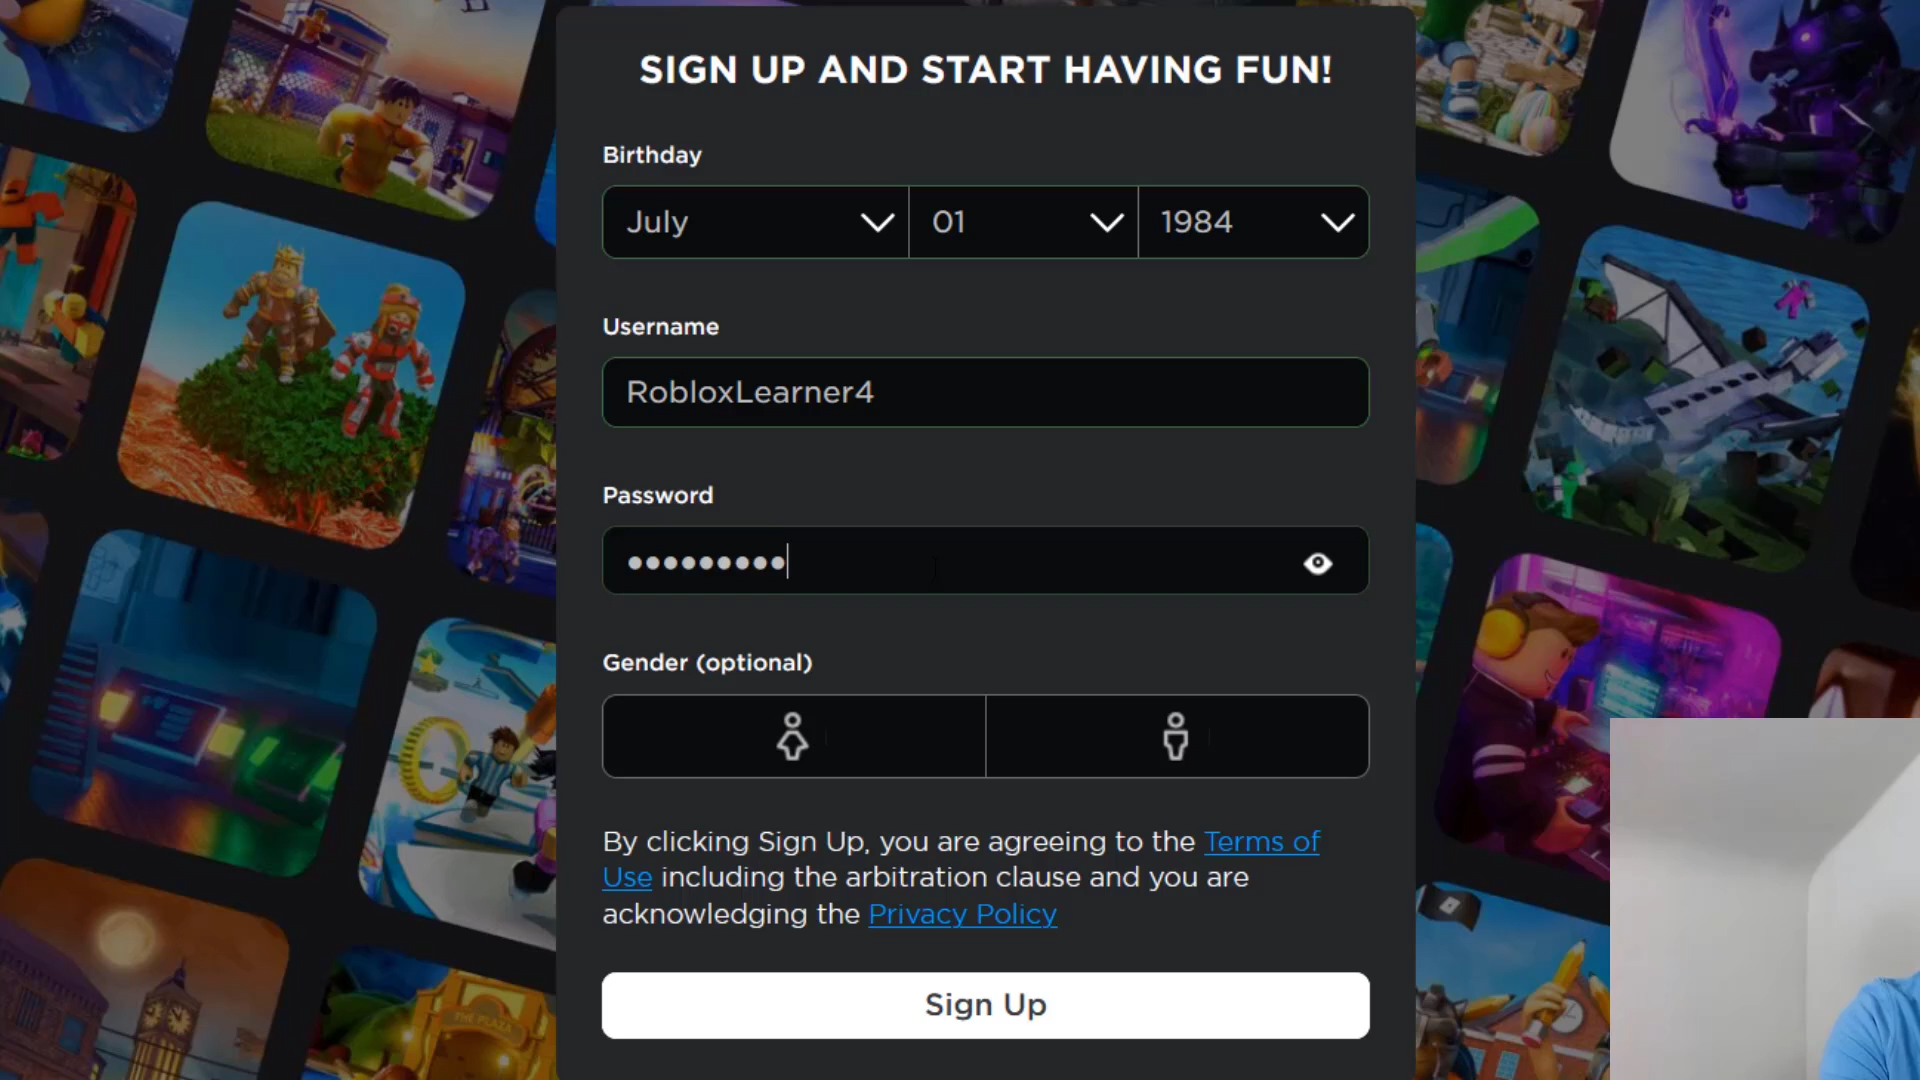 SIGN UP AND START HAVING FUN!
Birthday
July 01 1984
Username
RobloxLearner4
Password
Gender (optional)
By clicking Sign Up, you are agreeing to the Terms of
Use including the arbitration clause and you are
acknowledging the Privacy Policy
Sign Up
THE PLAZA